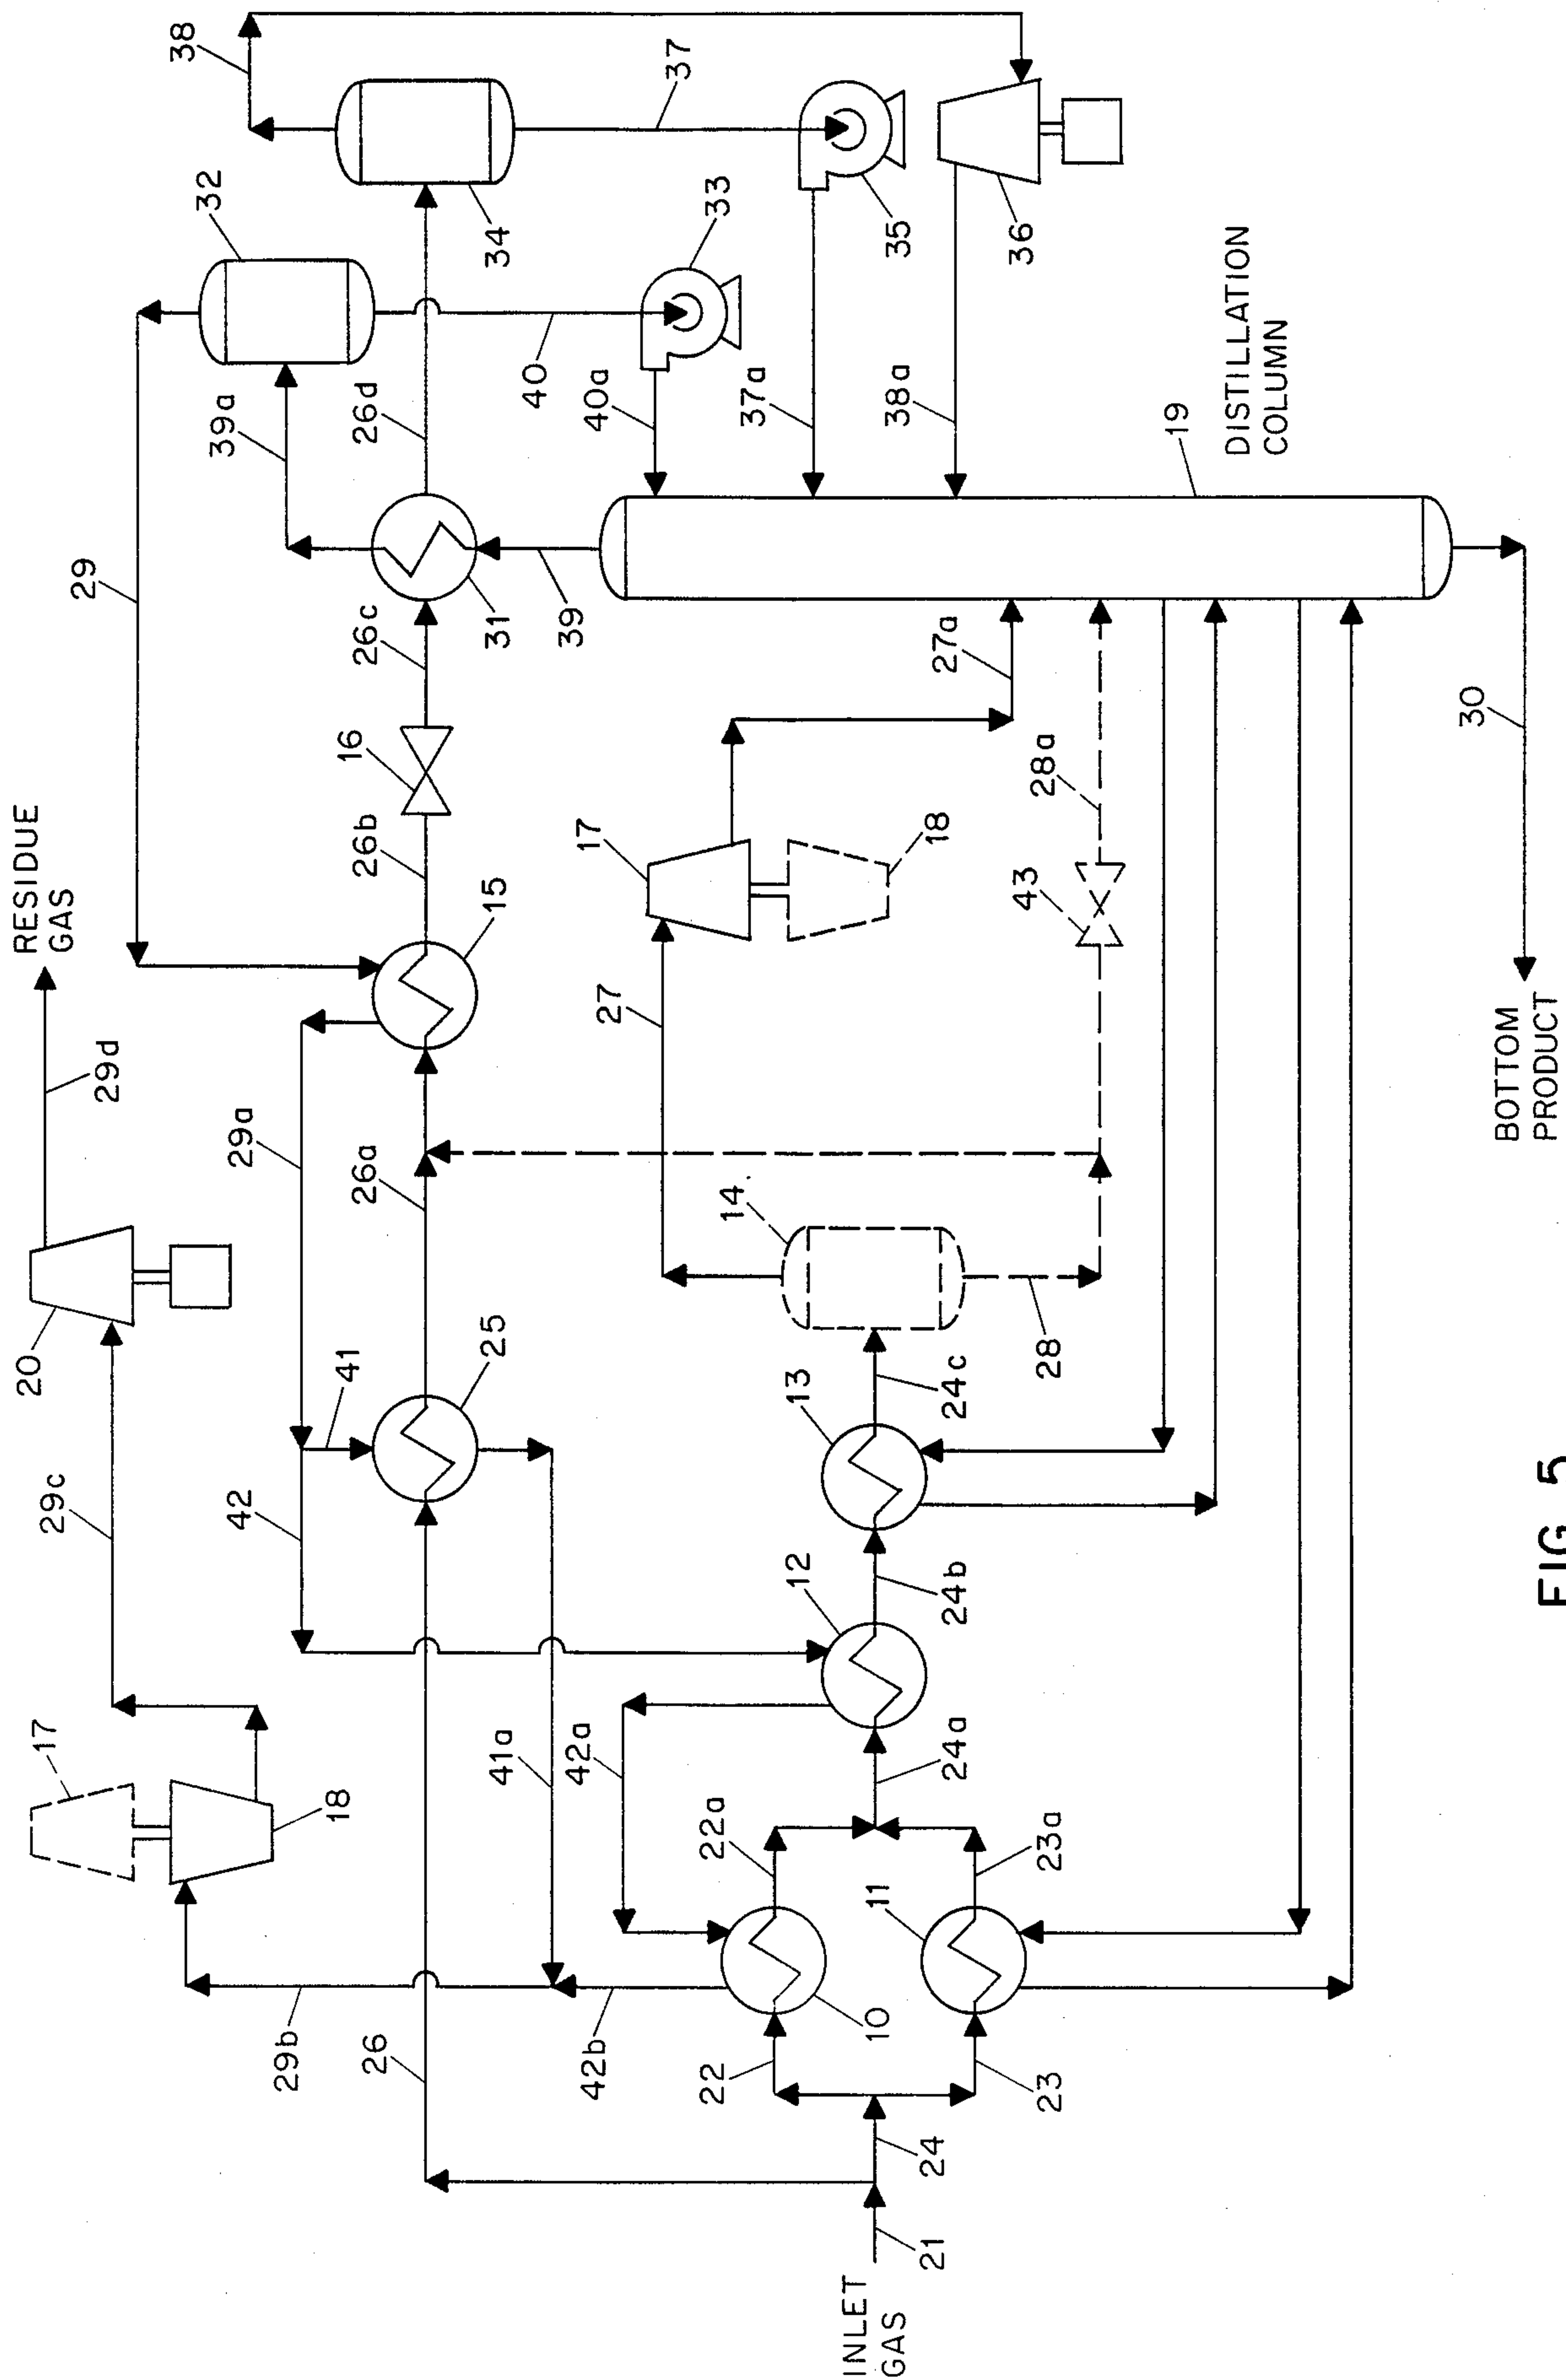 RESIDUE
GAS
29d
20
29c
17
18
29b
29
29a
42
41
25
26
26a
15
26b
16
26c
31
39a
26d
32
38
34
37
40
33
40a
39
35
37a
36
38a
DISTILLATION
COLUMN
19
27a
17
18
27
43
28a
14
28
13
24c
12
24b
24a
41a
42a
42b
22a
23a
10
11
22
23
24
21
INLET
GAS
30
BOTTOM
PRODUCT
FIG. 5